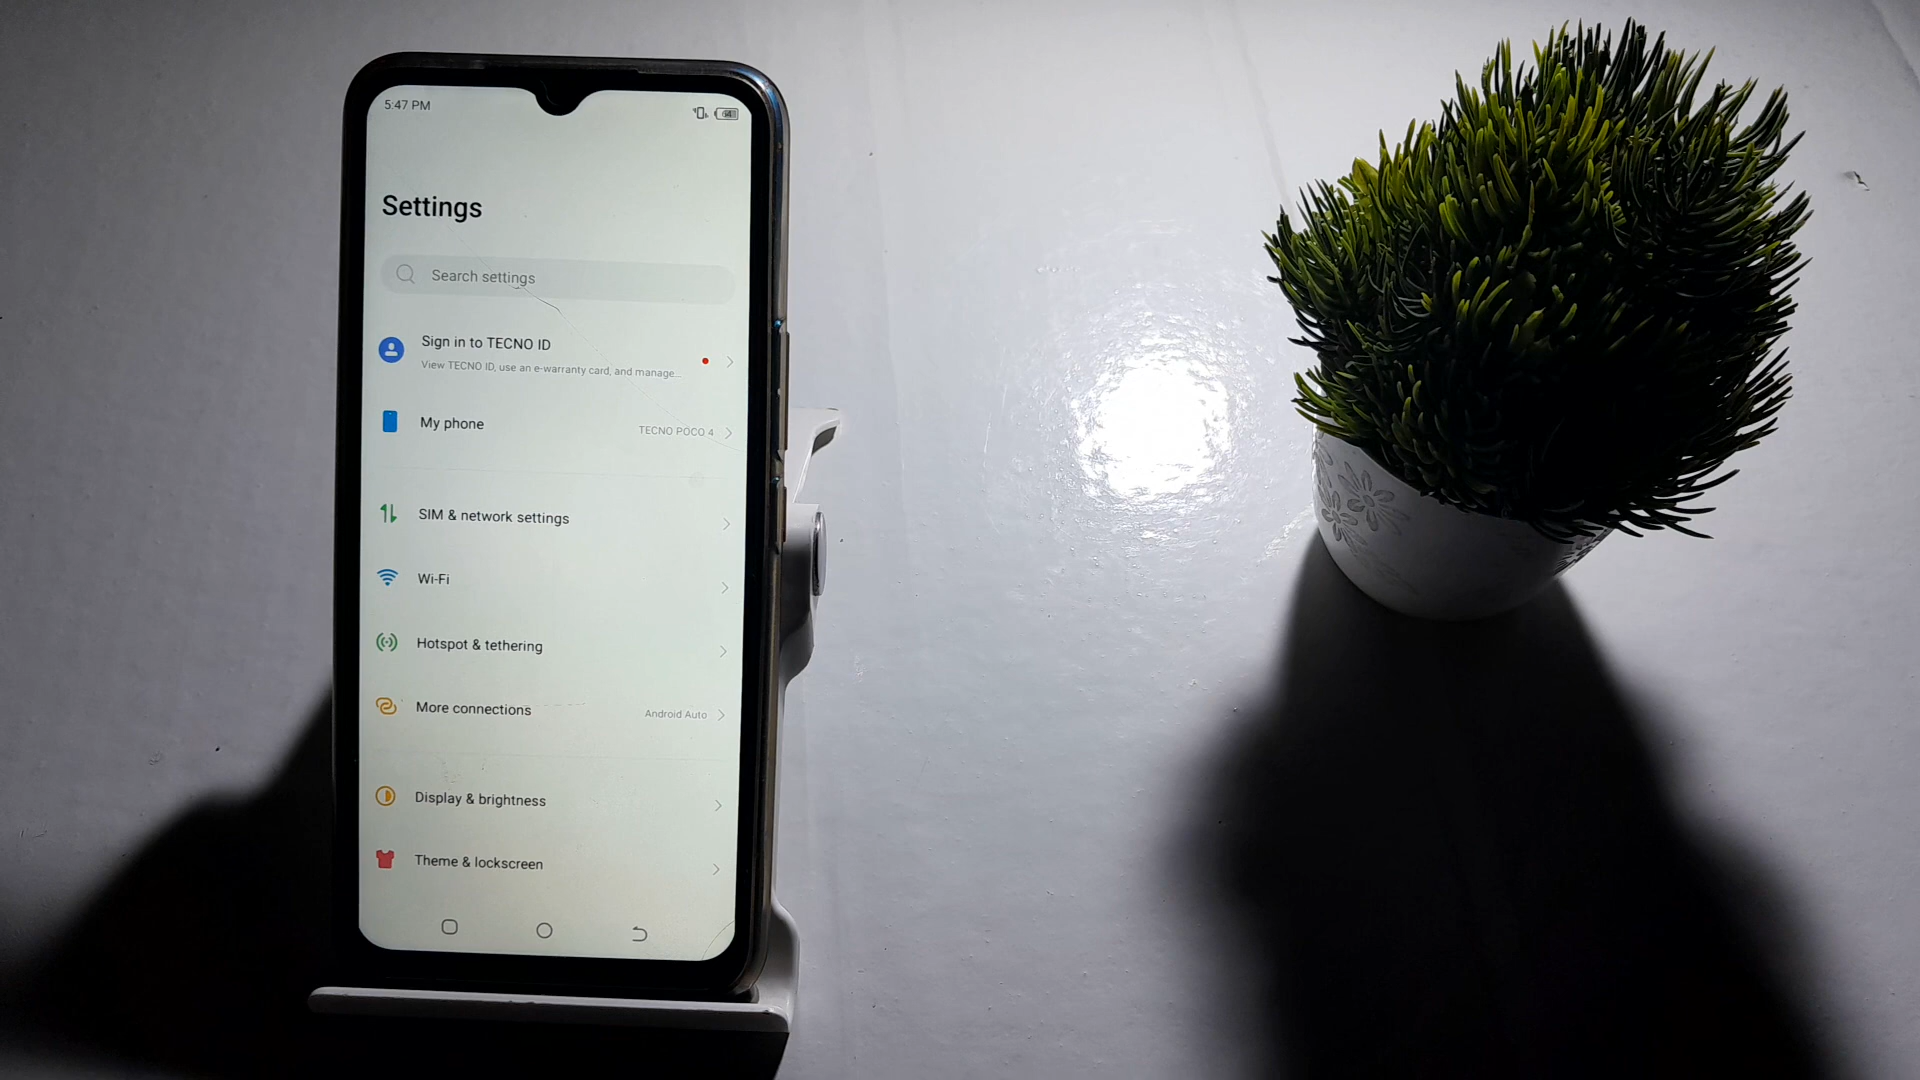 5:47 PM
64
Settings
Search settings
Sign in to TECNO ID
View TECNO ID, use an e-warranty card, and manage...
My phone
TECNO POCO 4
SIM & network settings
Wi-Fi
Hotspot & tethering
More connections
Android Auto
Display & brightness
Theme & lockscreen